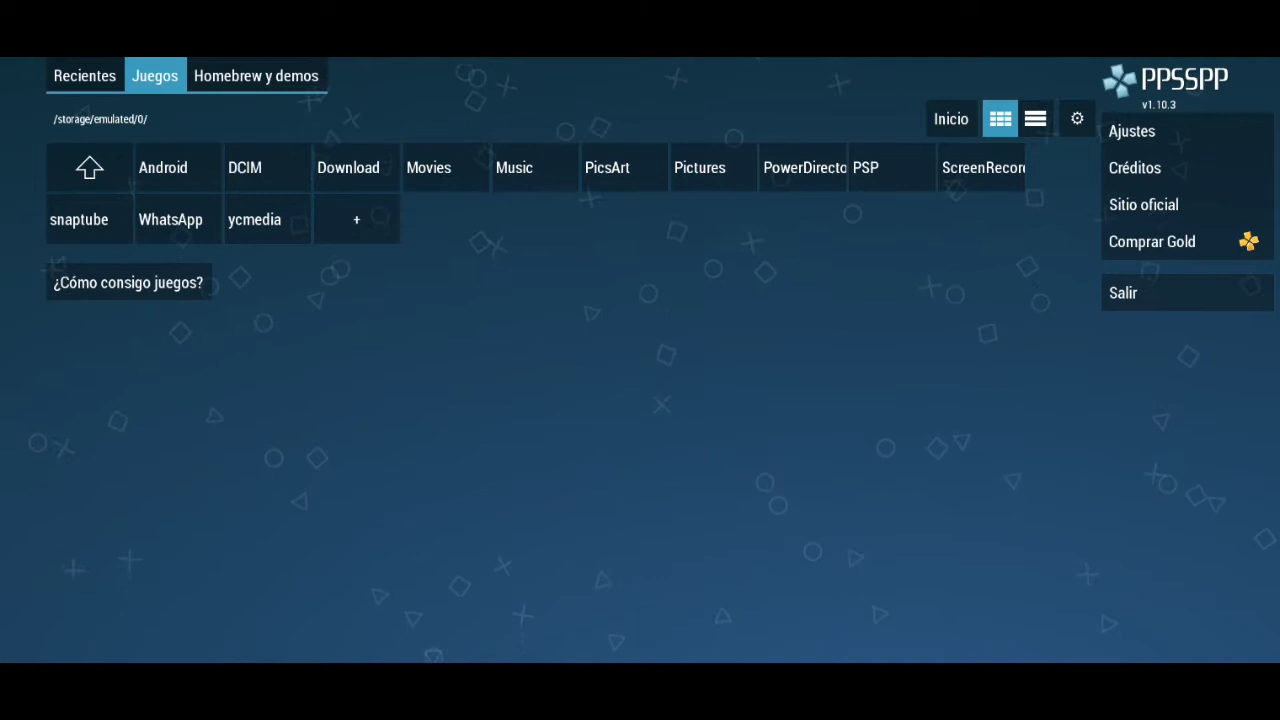 Recientes Juegos Homebrew y demos
PPSSPP
v1.10.3
/storage/emulated/0/
Inicio
Ajustes
Créditos
Sitio oficial
Comprar Gold
Salir
Android DCIM Download Movies Music PicsArt Pictures PowerDirecto PSP ScreenRecor
snaptube WhatsApp ycmedia +
¿Cómo consigo juegos?